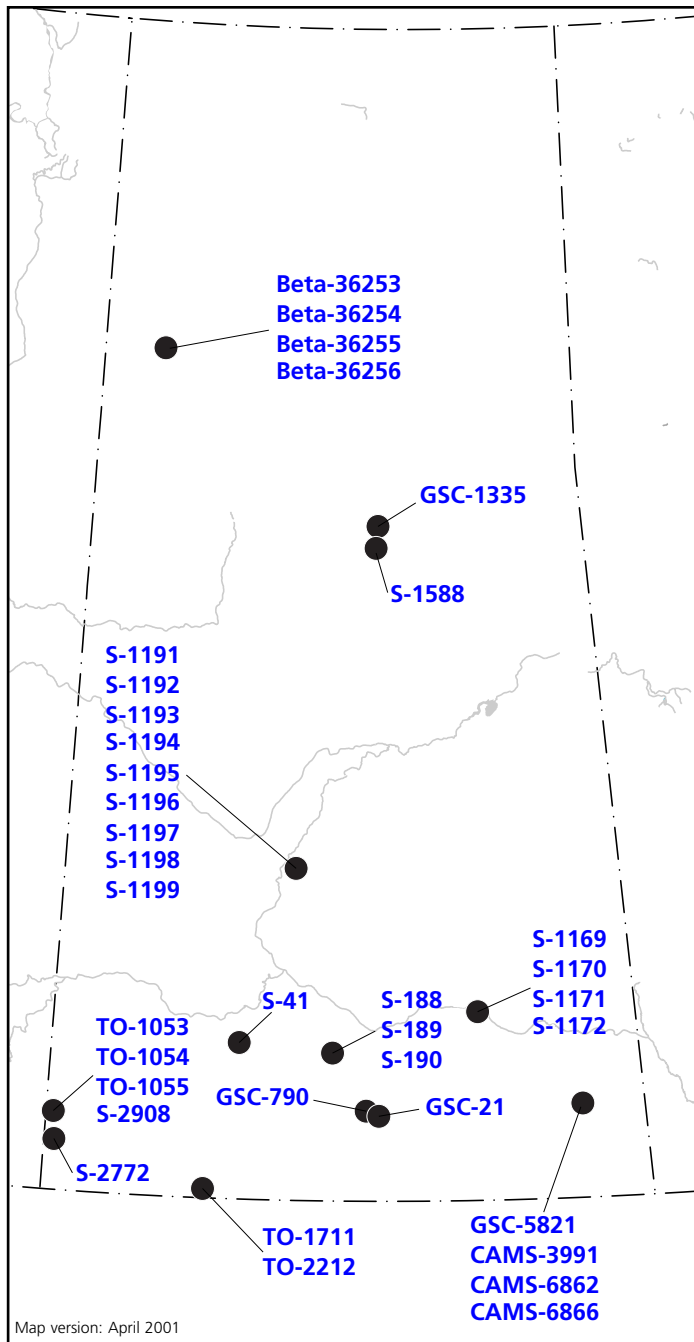 Beta-36253
Beta-36254
Beta-36255
Beta-36256
GSC-1335
S-1588
S-1191
S-1192
S-1193
S-1194
S-1195
S-1196
S-1197
S-1198
S-1199
S-1169
S-1170
S-1171
S-1172
S-41
S-188
S-189
S-190
TO-1053
TO-1054
TO-1055
S-2908
GSC-790
GSC-21
S-2772
TO-1711
TO-2212
GSC-5821
CAMS-3991
CAMS-6862
CAMS-6866
Map version: April 2001